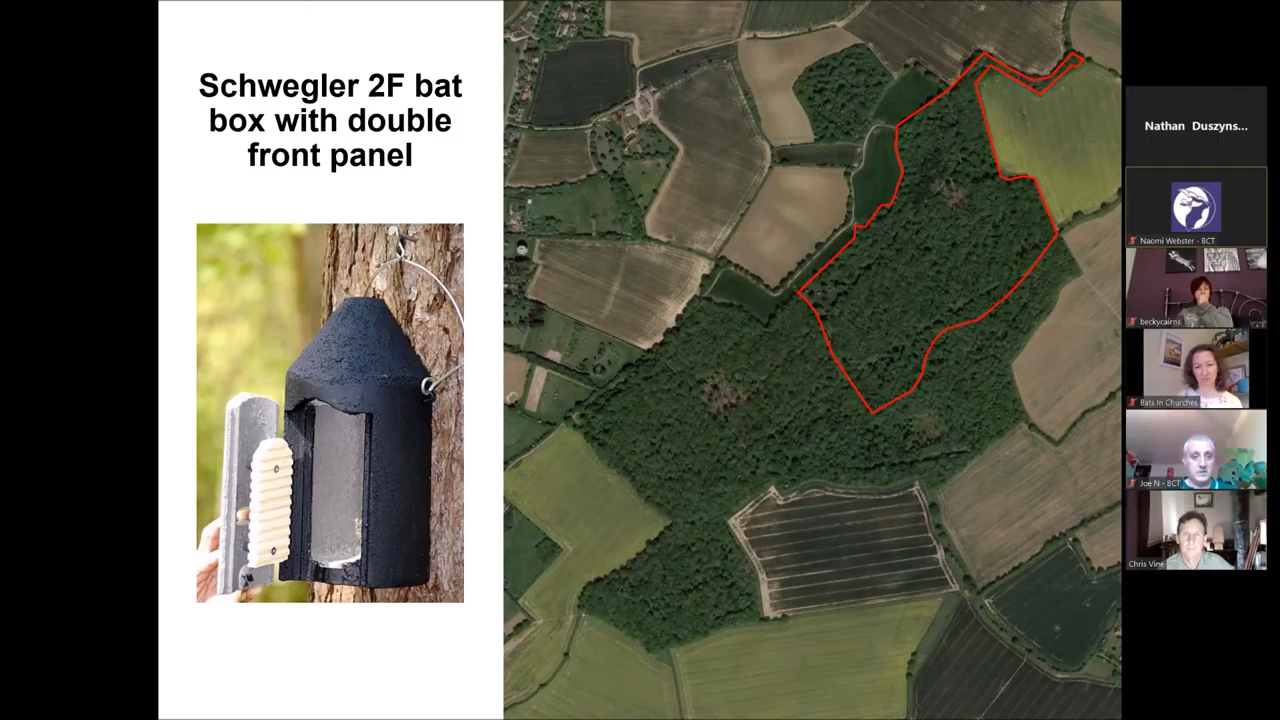 Schwegler 2F bat
box with double
front panel
Nathan Duszyns...
Naomi Webster - BCT
beckycairns
Bats In Churches
Joe N - BCT
Chris Vine